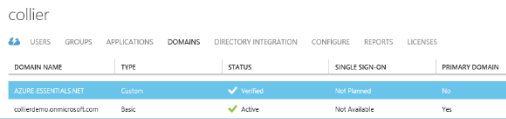 collier
USERS GROUPS APPLICATIONS DOMAINS DIRECTORY INTEGRATION CONFIGURE REPORTS LICENSES
DOMAIN NAME TYPE STATUS SINGLE SIGN-ON PRIMARY DOMAIN
AZURE-ESSENTIALS.NET Custom Verified Not Planned No
collierdemo.onmicrosoft.com Basic Active Not Available Yes